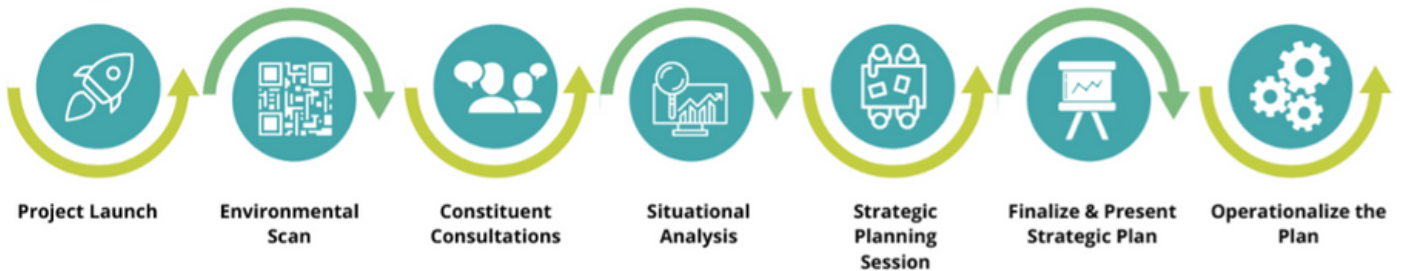 Project Launch
Environmental
Scan
Constituent
Consultations
Situational
Analysis
Strategic
Planning
Session
Finalize & Present
Strategic Plan
Operationalize the
Plan